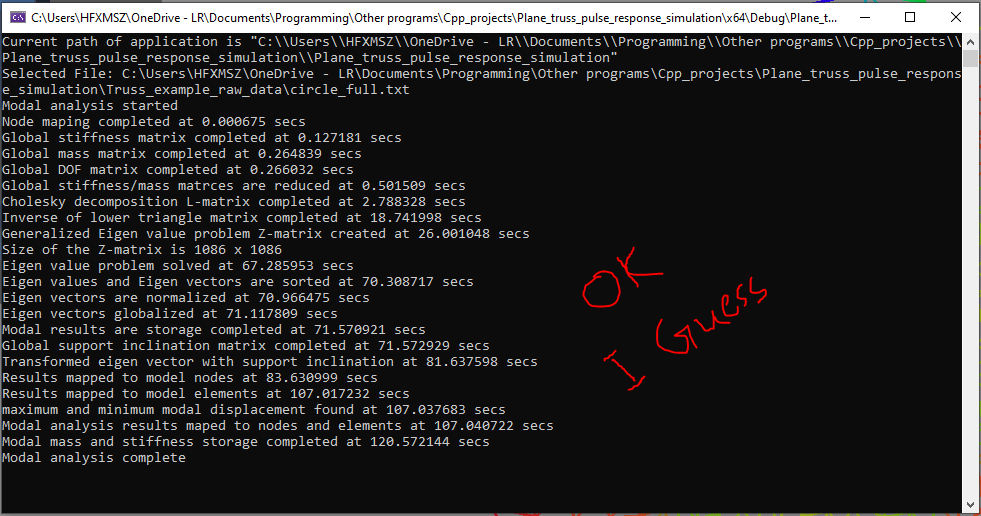 C:\Users\HFXMSZ\OneDrive - LR\Documents\Programming\Other programs\Cpp_projects\Plane_truss_pulse_response_simulation\x64\Debug\Plane_t...
Current path of application is "C:\\Users\\HFXMSZ\\OneDrive - LR\\Documents\\Programming\\Other programs\\Cpp_projects\\
Plane_truss_pulse_response_simulation\\Plane_truss_pulse_response_simulation"
Selected File: C:\Users\HFXMSZ\OneDrive - LR\Documents\Programming\Other programs\Cpp_projects\Plane_truss_pulse_respons
e_simulation\Truss_example_raw_data\circle_full.txt
Modal analysis started
Node maping completed at 0.000675 secs
Global stiffness matrix completed at 0.127181 secs
Global mass matrix completed at 0.264839 secs
Global DOF matrix completed at 0.266032 secs
Global stiffness/mass matrces are reduced at 0.501509 secs
Cholesky decomposition L-matrix completed at 2.788328 secs
Inverse of lower triangle matrix completed at 18.741998 secs
Generalized Eigen value problem Z-matrix created at 26.001048 secs
Size of the Z-matrix is 1086 x 1086
Eigen value problem solved at 67.285953 secs
Eigen values and Eigen vectors are sorted at 70.308717 secs
Eigen vectors are normalized at 70.966475 secs
Eigen vectors globalized at 71.117809 secs
Modal results are storage completed at 71.570921 secs
Global support inclination matrix completed at 71.572929 secs
Transformed eigen vector with support inclination at 81.637598 secs
Results mapped to model nodes at 83.630999 secs
Results mapped to model elements at 107.017232 secs
maximum and minimum modal displacement found at 107.037683 secs
Modal analysis results maped to nodes and elements at 107.040722 secs
Modal mass and stiffness storage completed at 120.572144 secs
Modal analysis complete
OK
I Guess